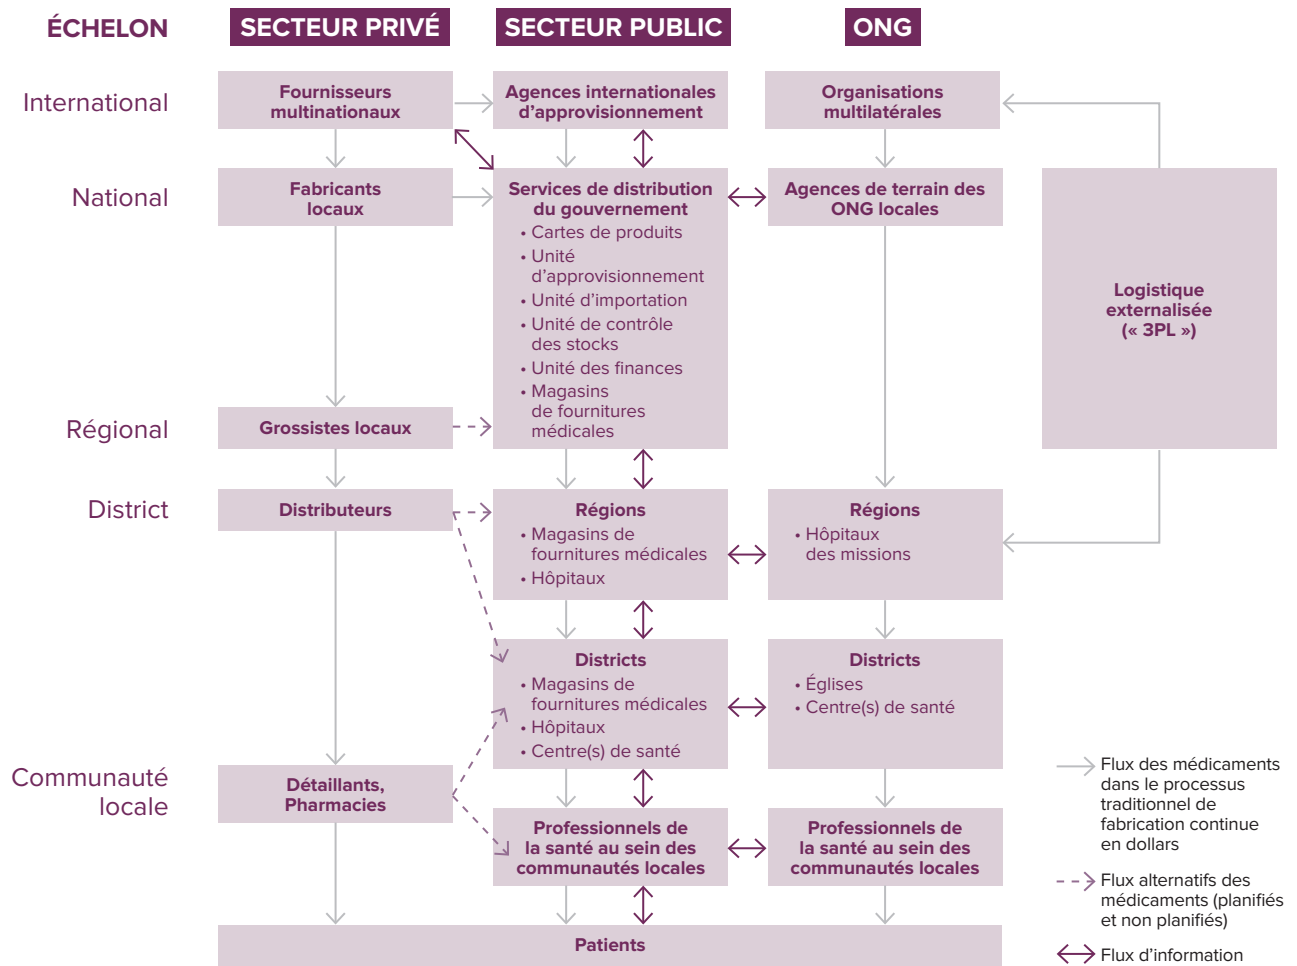 ÉCHELON
SECTEUR PRIVÉ
SECTEUR PUBLIC
ONG
International
Fournisseurs
multinationaux
Agences internationales
d'approvisionnement
Organisations
multilatérales
National
Fabricants
locaux
Services de distribution
du gouvernement
• Cartes de produits
• Unité
d'approvisionnement
• Unité d'importation
• Unité de contrôle
des stocks
• Unité des finances
• Magasins
de fournitures
médicales
Agences de terrain des
ONG locales
Logistique
externalisée
(« 3PL »)
Régional
Grossistes locaux
District
Distributeurs
Régions
• Magasins de
fournitures médicales
• Hôpitaux
Régions
• Hôpitaux
des missions
Districts
• Magasins de
fournitures médicales
• Hôpitaux
• Centre(s) de santé
Districts
• Églises
• Centre(s) de santé
Communauté
locale
Détaillants,
Pharmacies
Professionnels de
la santé au sein des
communautés locales
Professionnels de
la santé au sein des
communautés locales
Patients
Flux des médicaments
dans le processus
traditionnel de
fabrication continue
en dollars
Flux alternatifs des
médicaments (planifiés
et non planifiés)
Flux d'information